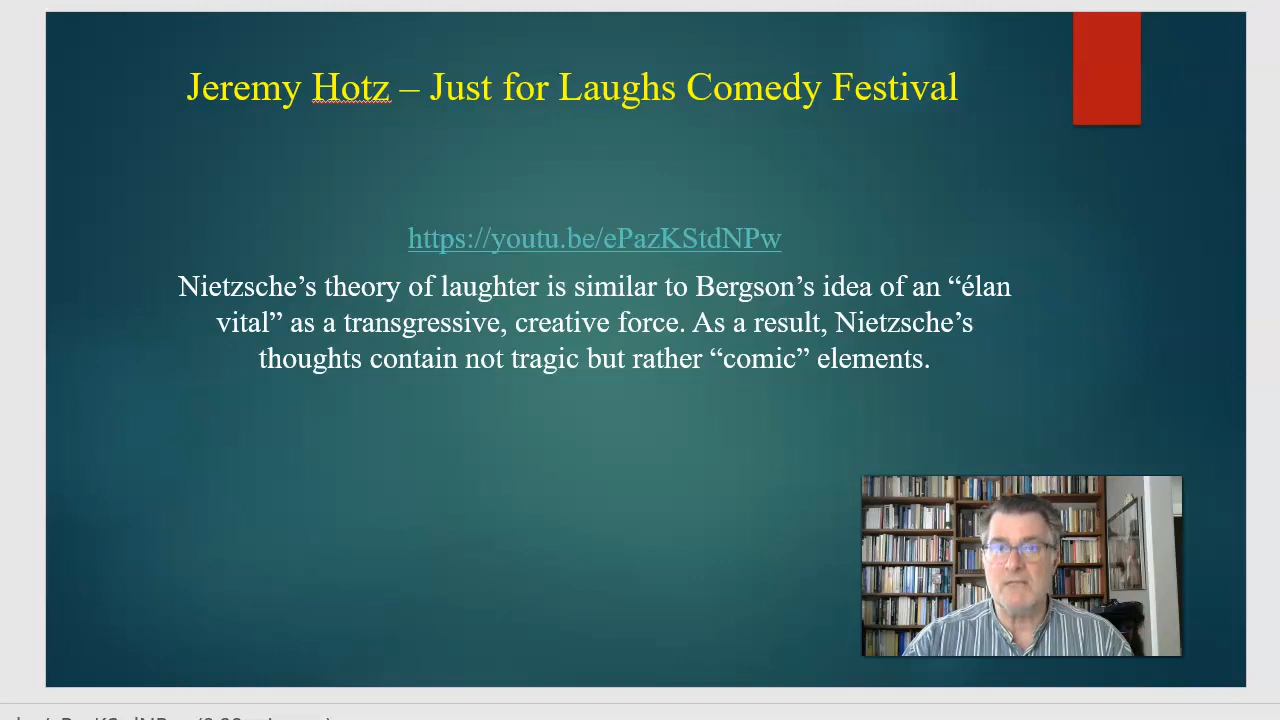 Jeremy Hotz – Just for Laughs Comedy Festival
https://youtu.be/ePazKStdNPw
Nietzsche’s theory of laughter is similar to Bergson’s idea of an “élan
vital” as a transgressive, creative force. As a result, Nietzsche’s
thoughts contain not tragic but rather “comic” elements.